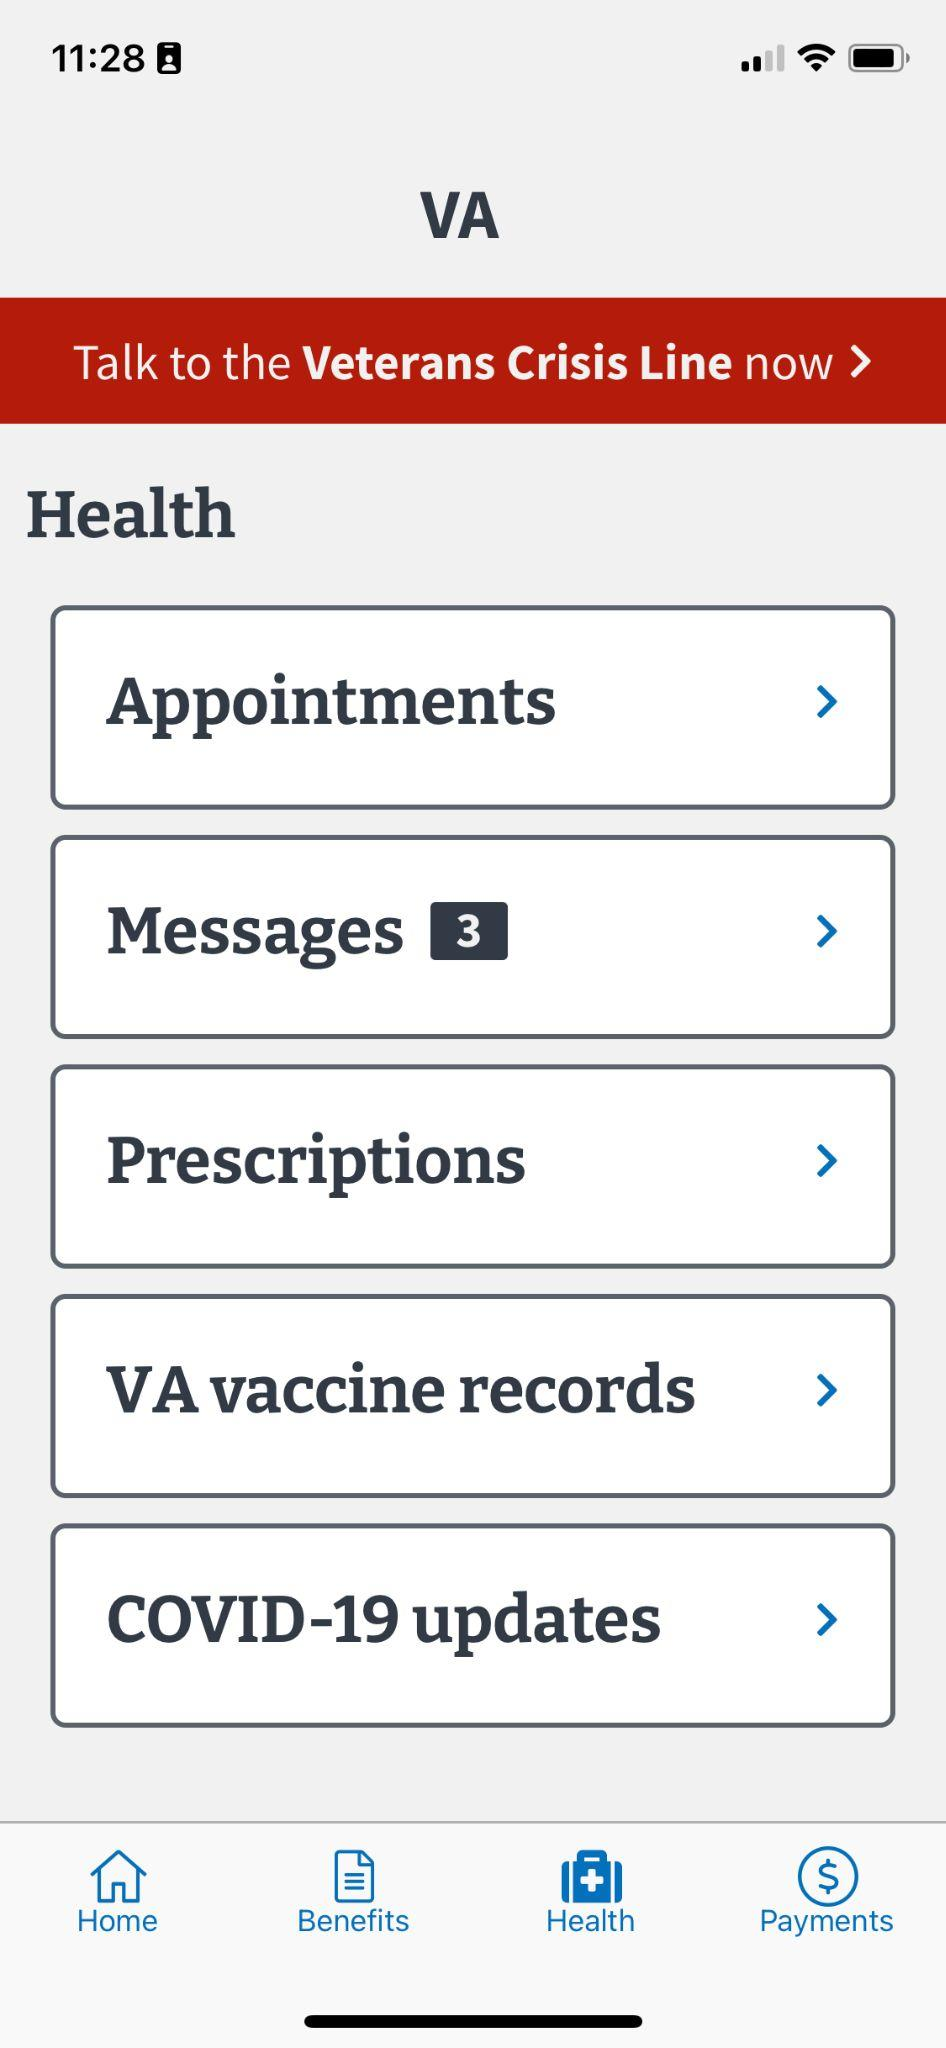 11:28
VA
Talk to the Veterans Crisis Line now
Health
Appointments
Messages 3
Prescriptions
VA vaccine records
COVID-19 updates
Home Benefits Health Payments